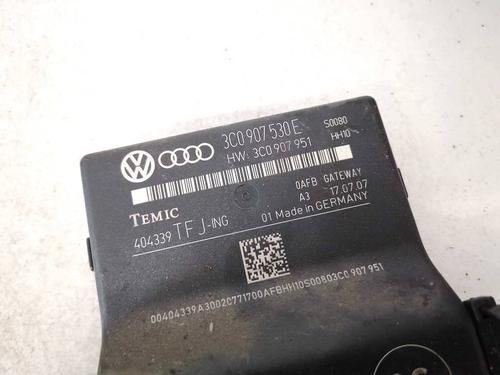 3C0 907 530 E S0080
HW: 3C0 907 951 HH10
TEMIC
0AFB GATEWAY
A3 17.07.07
404339 TFJ-ING 01 Made in GERMANY
00404339A3002C771700AFBHH10S00803C0 907 951